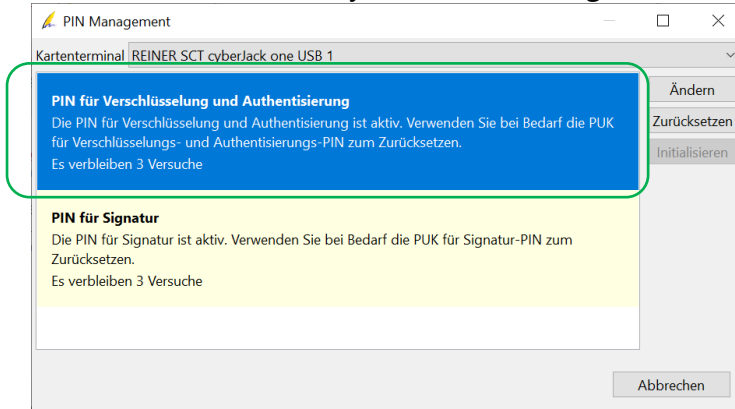 PIN Management
Kartenterminal REINER SCT cyberJack one USB 1
PIN für Verschlüsselung und Authentisierung
Die PIN für Verschlüsselung und Authentisierung ist aktiv. Verwenden Sie bei Bedarf die PUK
für Verschlüsselungs- und Authentisierungs-PIN zum Zurücksetzen.
Es verbleiben 3 Versuche
Ändern
Zurücksetzen
Initialisieren
PIN für Signatur
Die PIN für Signatur ist aktiv. Verwenden Sie bei Bedarf die PUK für Signatur-PIN zum
Zurücksetzen.
Es verbleiben 3 Versuche
Abbrechen